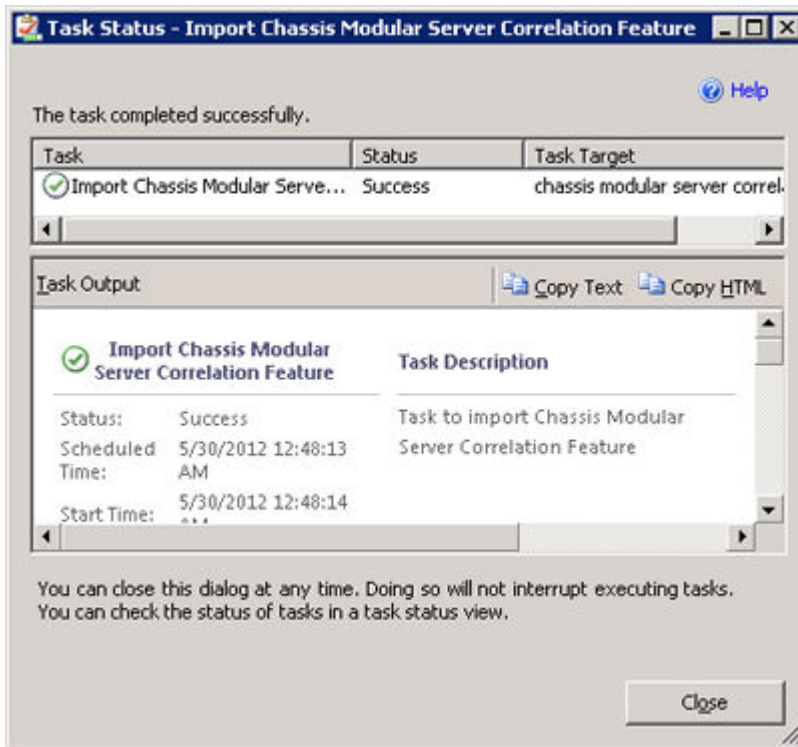 Task Status - Import Chassis Modular Server Correlation Feature
Help
The task completed successfully.
Task Status Task Target
Import Chassis Modular Serve... Success chassis modular server correl
Task Output Copy Text Copy HTML
Import Chassis Modular
Server Correlation Feature
Task Description
Status: Success
Task to import Chassis Modular
Server Correlation Feature
Scheduled Time: 5/30/2012 12:48:13 AM
Start Time: 5/30/2012 12:48:14
You can close this dialog at any time. Doing so will not interrupt executing tasks.
You can check the status of tasks in a task status view.
Close